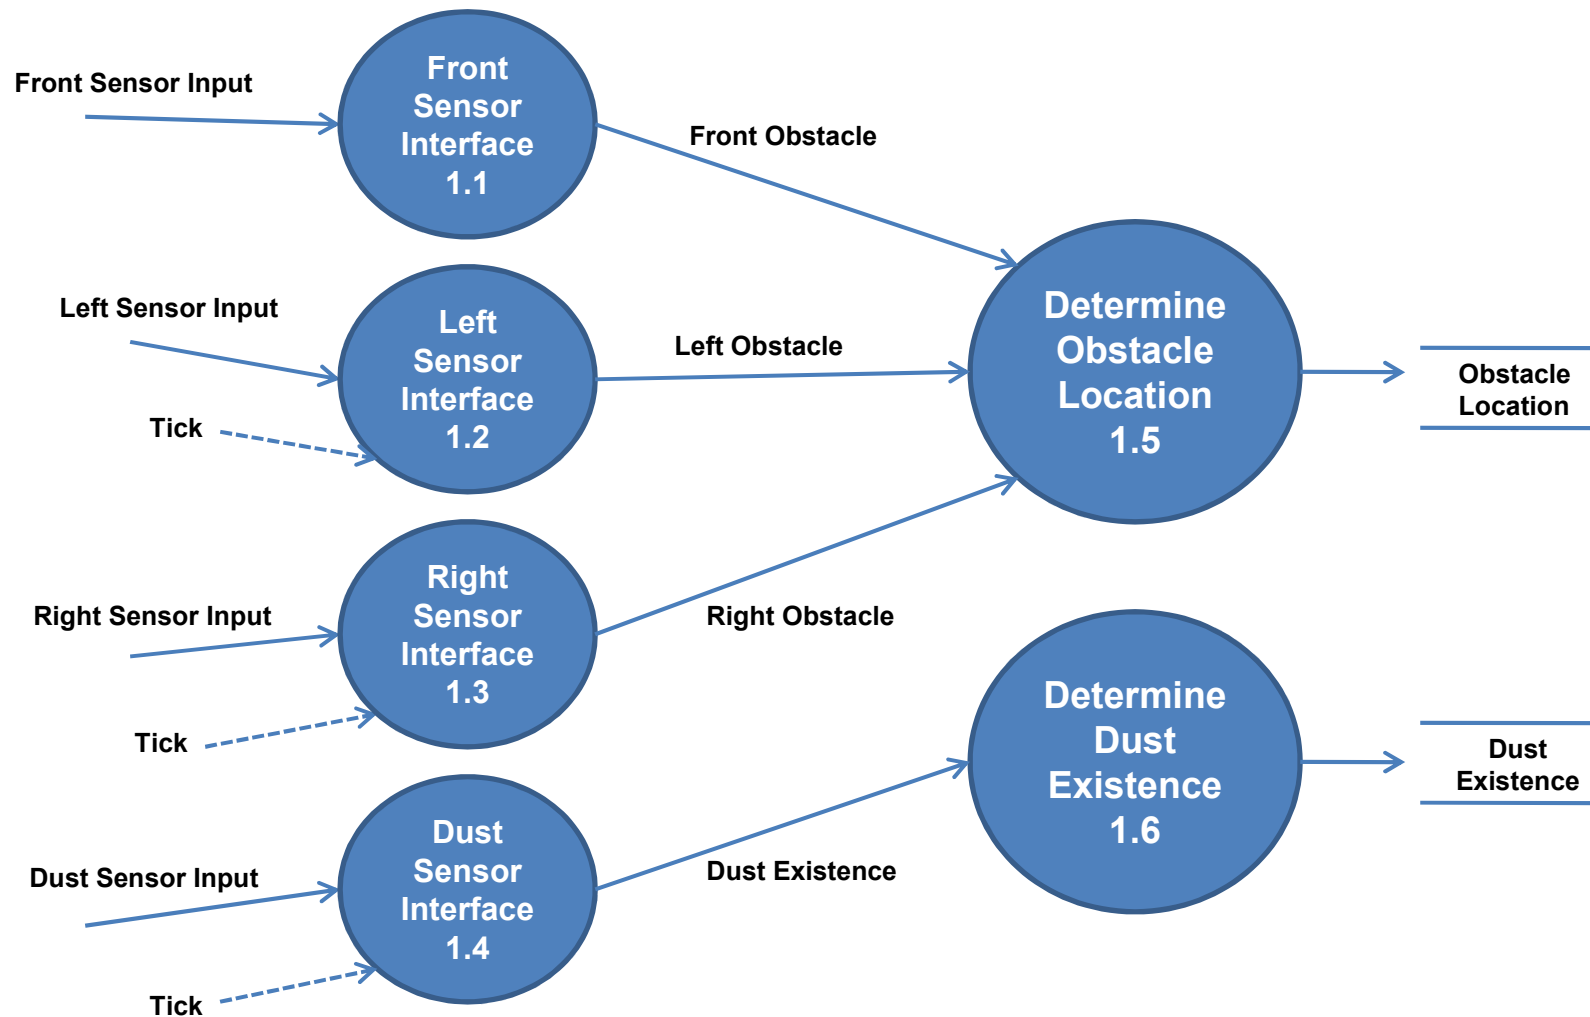 Front Sensor Input
Front
Sensor
Interface
1.1
Front Obstacle
Left Sensor Input
Left
Sensor
Interface
1.2
Tick
Left Obstacle
Determine
Obstacle
Location
1.5
Obstacle
Location
Right Sensor Input
Right
Sensor
Interface
1.3
Tick
Right Obstacle
Determine
Dust
Existence
1.6
Dust
Existence
Dust Sensor Input
Dust
Sensor
Interface
1.4
Tick
Dust Existence